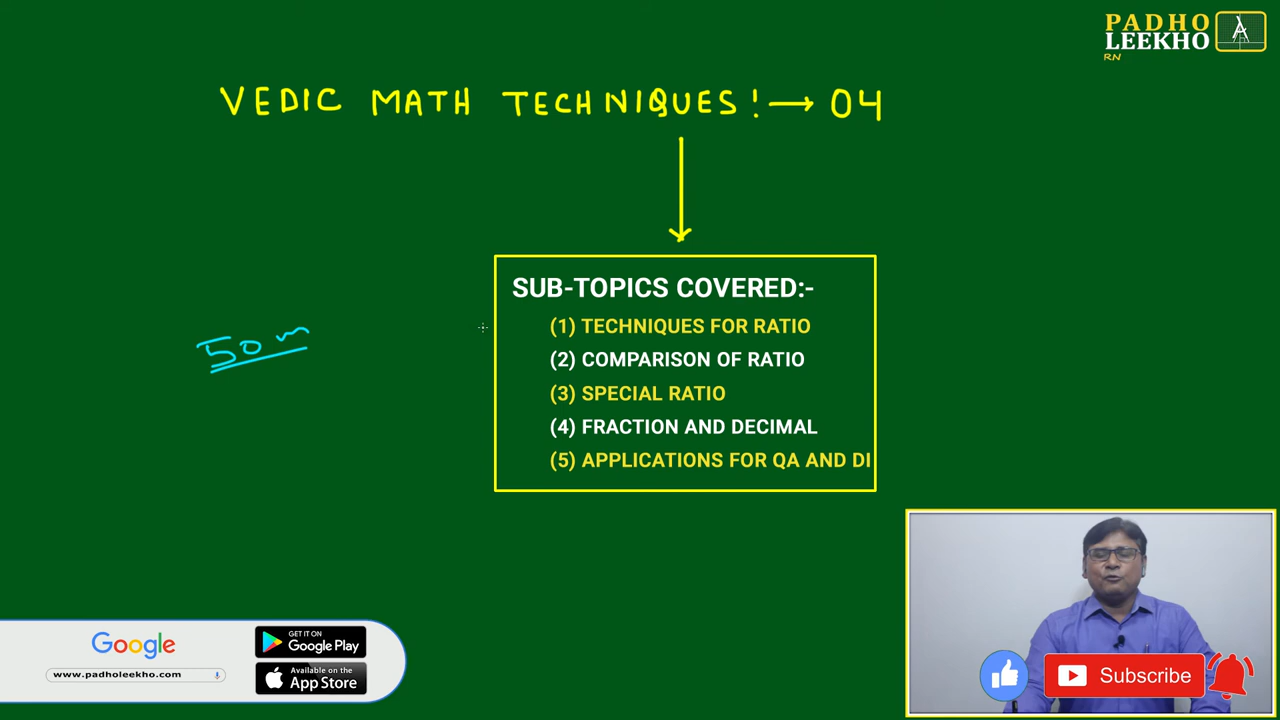 PADHO
LEEKHO
RN
VEDIC MATH TECHNIQUES! → 04
SUB-TOPICS COVERED:-
(1) TECHNIQUES FOR RATIO
(2) COMPARISON OF RATIO
(3) SPECIAL RATIO
(4) FRACTION AND DECIMAL
(5) APPLICATIONS FOR QA AND DI
50 m
Google
www.padholeekho.com
GET IT ON
Google Play
Available on the
App Store
Subscribe